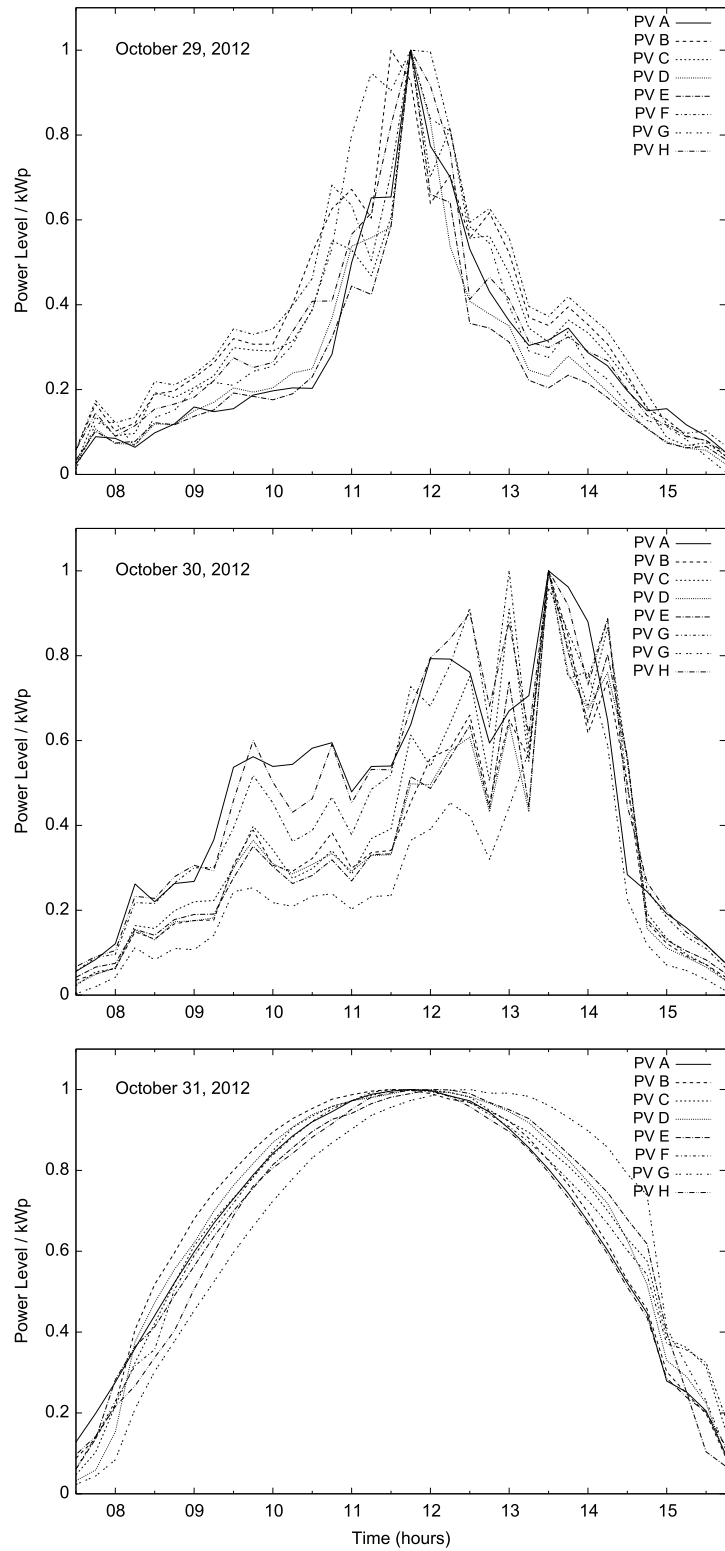 October 29, 2012
PV A
PV B
PV C
PV D
PV E
PV F
PV G
PV H
Power Level / kWp
1
0.8
0.6
0.4
0.2
0
08 09 10 11 12 13 14 15
October 30, 2012
PV A
PV B
PV C
PV D
PV E
PV G
PV G
PV H
Power Level / kWp
1
0.8
0.6
0.4
0.2
0
08 09 10 11 12 13 14 15
October 31, 2012
PV A
PV B
PV C
PV D
PV E
PV F
PV G
PV H
Power Level / kWp
1
0.8
0.6
0.4
0.2
0
08 09 10 11 12 13 14 15
Time (hours)